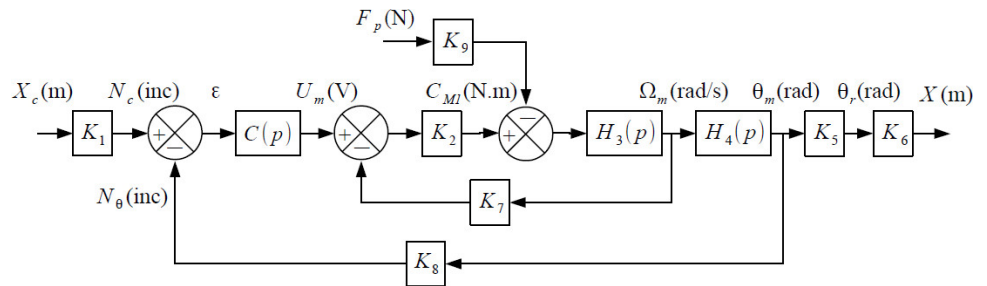 F_p(N)
K_9
X_c(m) N_c(inc) ε U_m(V) C_M1(N.m) Ω_m(rad/s) θ_m(rad) θ_r(rad) X(m)
K_1 + − C(p) + − K_2 + − H_3(p) H_4(p) K_5 K_6
N_θ(inc)
K_7
K_8